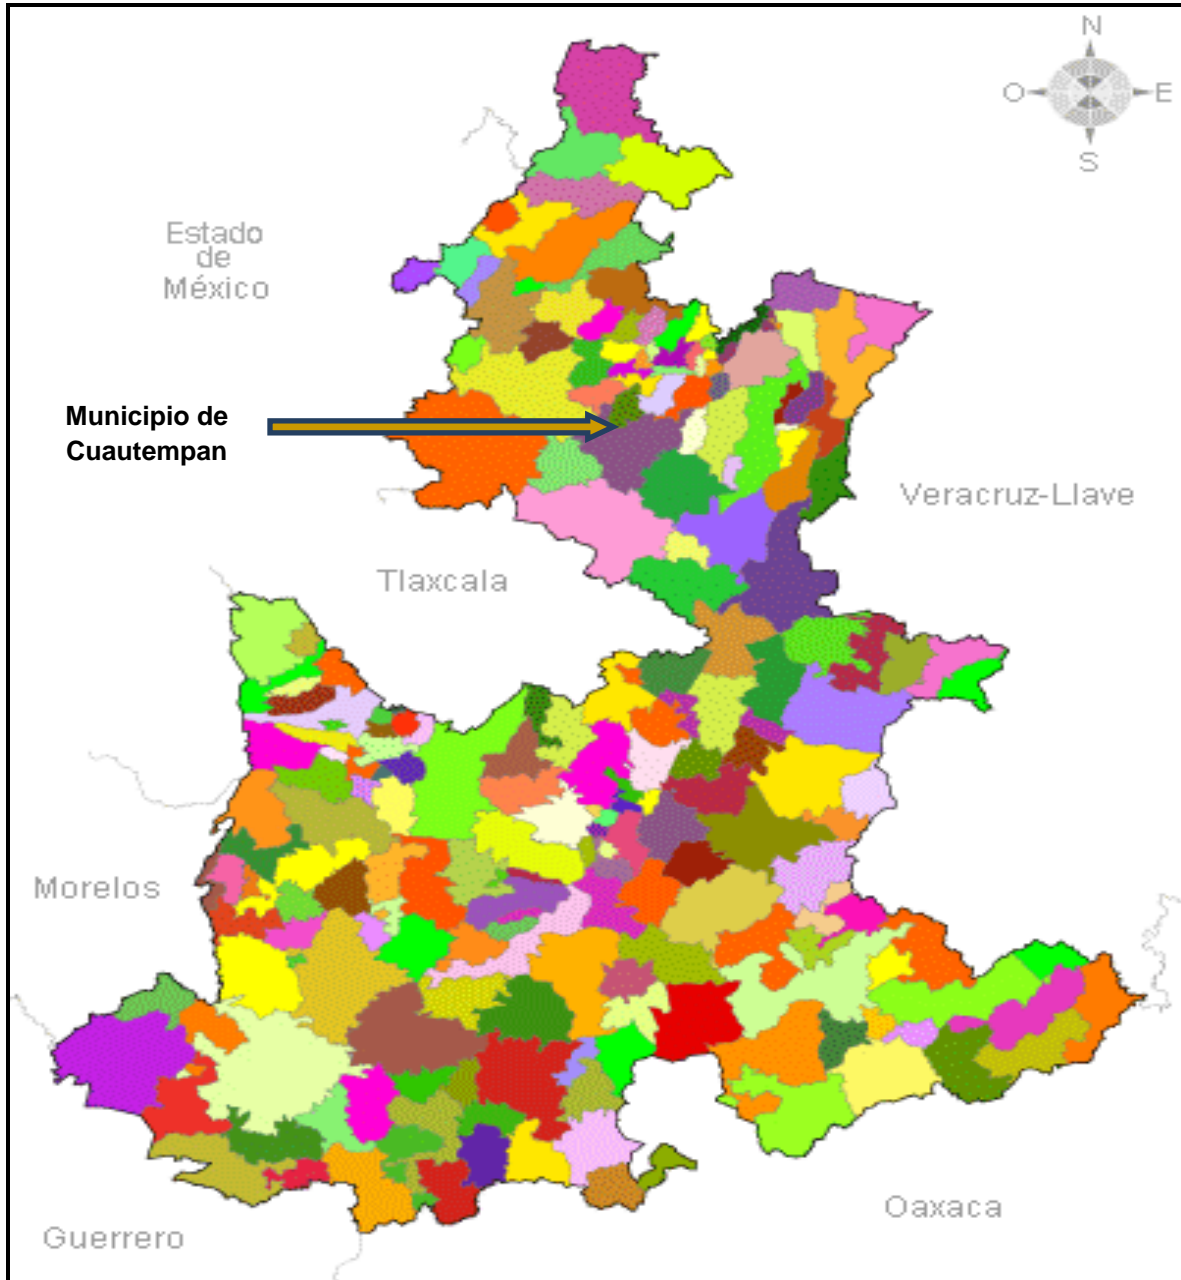 N
O
E
S
Estado
de
México
Municipio de
Cuautempan
Veracruz-Llave
Tlaxcala
Morelos
Oaxaca
Guerrero